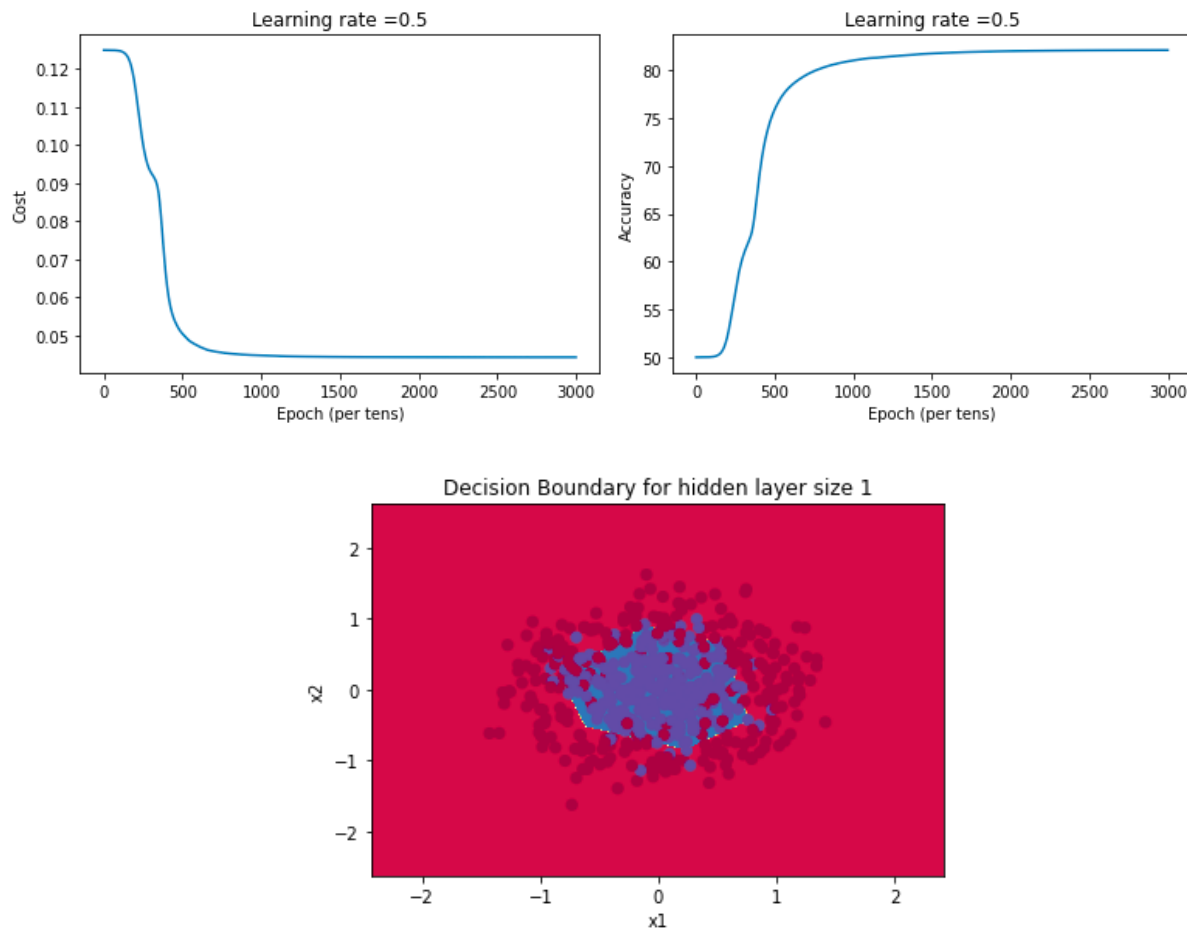 Learning rate =0.5
0.12
0.11
0.10
0.09
0.08
0.07
0.06
0.05
Cost
0 500 1000 1500 2000 2500 3000
Epoch (per tens)
Learning rate =0.5
80
75
70
65
60
55
50
Accuracy
0 500 1000 1500 2000 2500 3000
Epoch (per tens)
Decision Boundary for hidden layer size 1
2
1
0
−1
−2
x2
−2 −1 0 1 2
x1